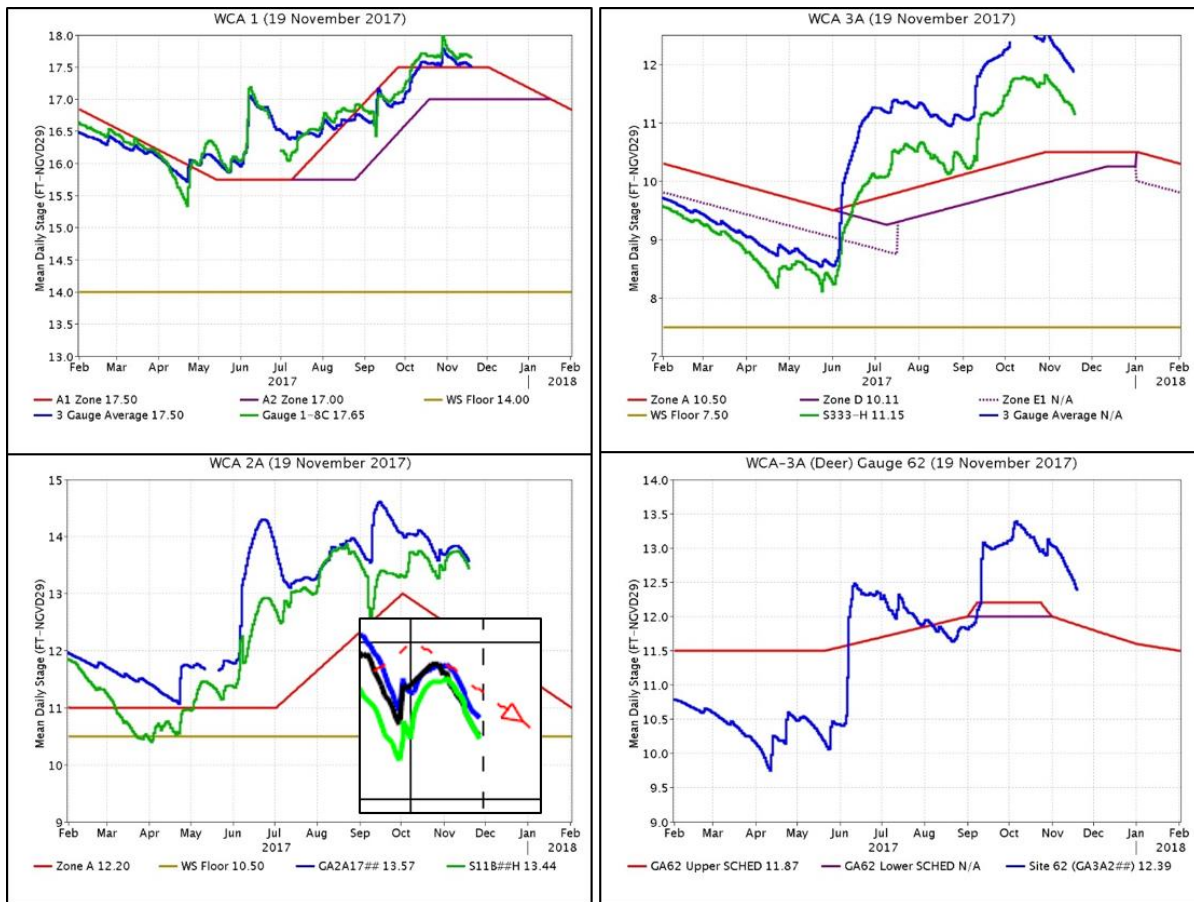 WCA 1 (19 November 2017)
Mean Daily Stage (FT-NGVD29)
18.0
17.5
17.0
16.5
16.0
15.5
15.0
14.5
14.0
13.5
13.0
Feb Mar Apr May Jun Jul Aug Sep Oct Nov Dec Jan Feb
2017 | 2018
A1 Zone 17.50 A2 Zone 17.00 WS Floor 14.00
3 Gauge Average 17.50 Gauge 1-8C 17.65
WCA 3A (19 November 2017)
Mean Daily Stage (FT-NGVD29)
12
11
10
9
8
7
Feb Mar Apr May Jun Jul Aug Sep Oct Nov Dec Jan Feb
2017 | 2018
Zone A 10.50 Zone D 10.11 Zone E1 N/A
WS Floor 7.50 S333-H 11.15 3 Gauge Average N/A
WCA 2A (19 November 2017)
Mean Daily Stage (FT-NGVD29)
15
14
13
12
11
10
9
Feb Mar Apr May Jun Jul Aug Sep Oct Nov Dec Jan Feb
2017 | 2018
Zone A 12.20 WS Floor 10.50 GA2A17## 13.57 S11B##H 13.44
WCA-3A (Deer) Gauge 62 (19 November 2017)
Mean Daily Stage (FT-NGVD29)
14.0
13.5
13.0
12.5
12.0
11.5
11.0
10.5
10.0
9.5
9.0
Feb Mar Apr May Jun Jul Aug Sep Oct Nov Dec Jan Feb
2017 | 2018
GA62 Upper SCHED 11.87 GA62 Lower SCHED N/A Site 62 (GA3A2##) 12.39